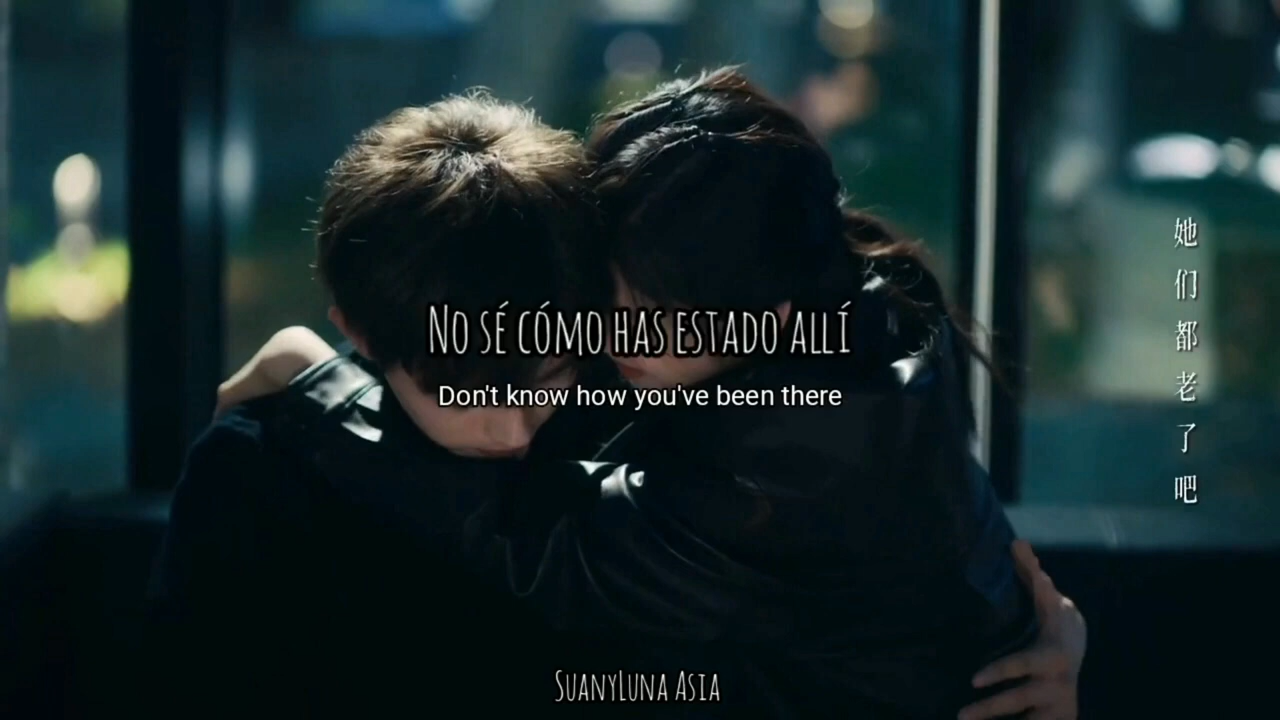 No sé cómo has estado allí
Don't know how you've been there
她们都老了吧
SuanyLuna Asia